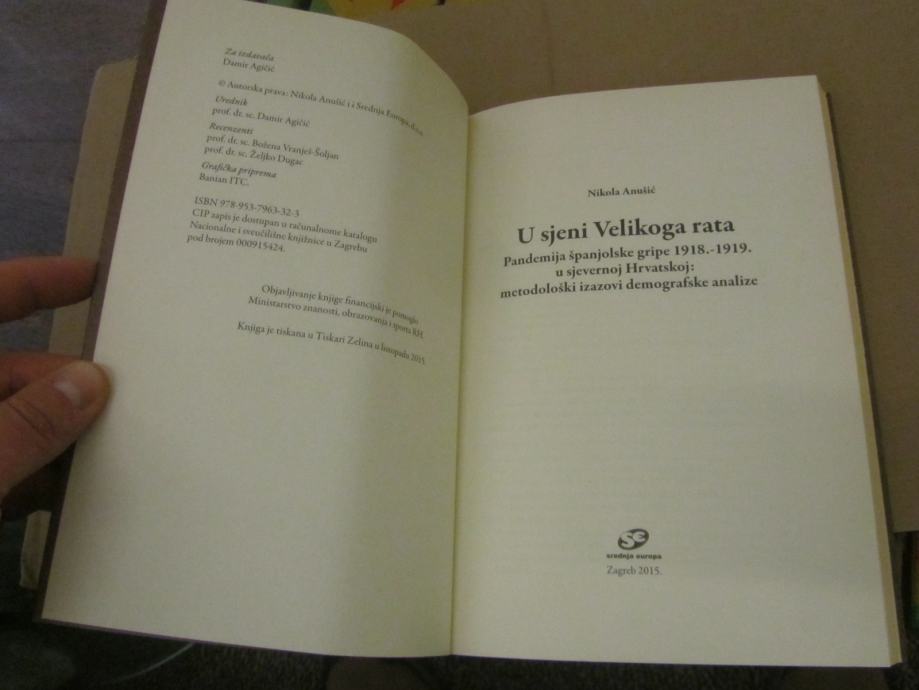 Za izdavača
Damir Agičić
© Autorska prava: Nikola Anušić i i Srednja Europa d.o.o.
Urednik
prof. dr. sc. Damir Agičić
Recenzenti
prof. dr. sc. Božena Vranješ-Šoljan
prof. dr. sc. Željko Dugac
Grafička priprema
Banian ITC.
ISBN 978-953-7963-32-3
CIP zapis je dostupan u računalnome katalogu
Nacionalne i sveučilišne knjižnice u Zagrebu
pod brojem 000915424.
Objavljivanje knjige financijski je pomoglo
Ministarstvo znanosti, obrazovanja i sporta RH.
Knjiga je tiskana u Tiskari Zelina u listopadu 2015.
Nikola Anušić
U sjeni Velikoga rata
Pandemija španjolske gripe 1918.-1919.
u sjevernoj Hrvatskoj:
metodološki izazovi demografske analize
SE
srednja europa
Zagreb 2015.